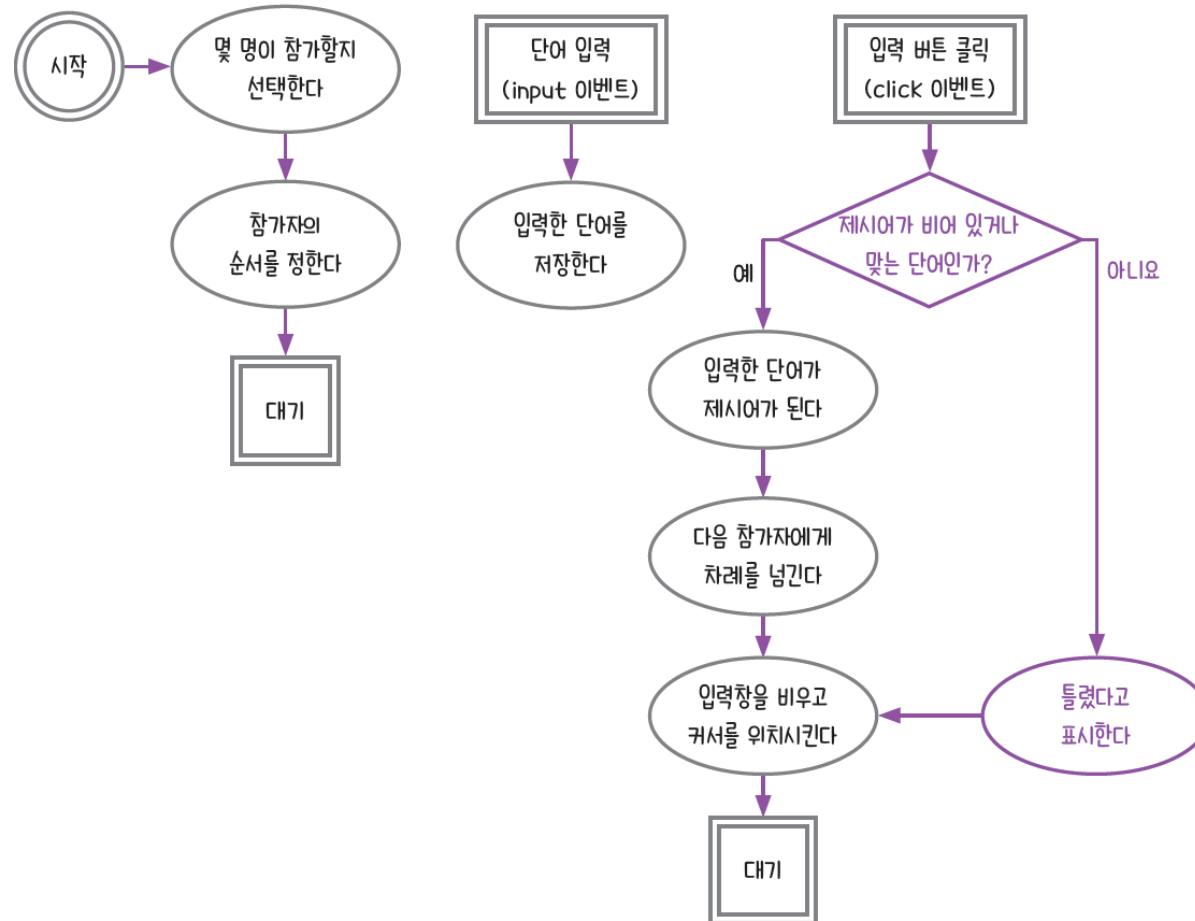 시작
몇 명이 참가할지
선택한다
참가자의
순서를 정한다
대기
단어 입력
(input 이벤트)
입력한 단어를
저장한다
입력 버튼 클릭
(click 이벤트)
제시어가 비어 있거나
맞는 단어인가?
예
아니요
입력한 단어가
제시어가 된다
다음 참가자에게
차례를 넘긴다
입력창을 비우고
커서를 위치시킨다
틀렸다고
표시한다
대기